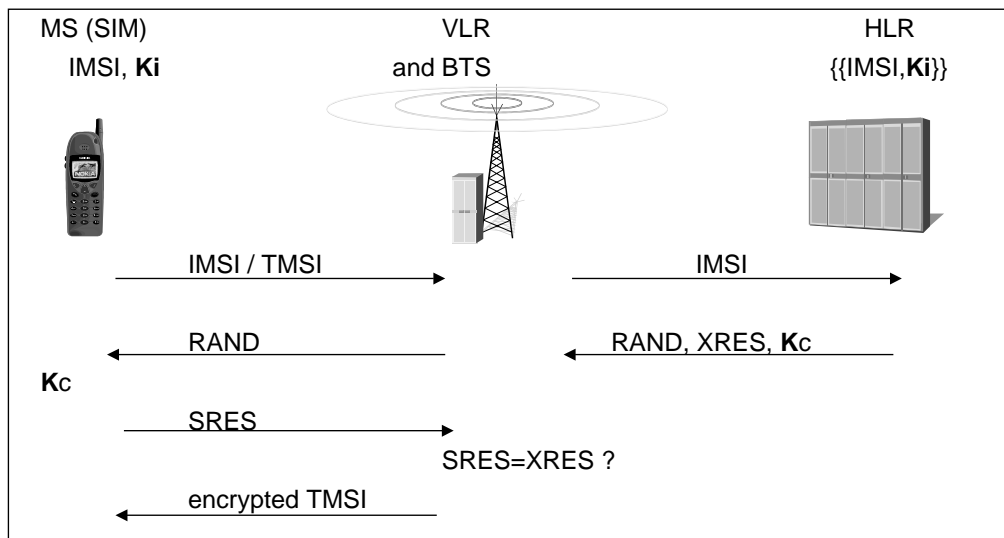 MS (SIM) VLR HLR
IMSI, Ki and BTS {{IMSI,Ki}}
NOKIA
IMSI / TMSI IMSI
RAND RAND, XRES, Kc
Kc
SRES
SRES=XRES ?
encrypted TMSI